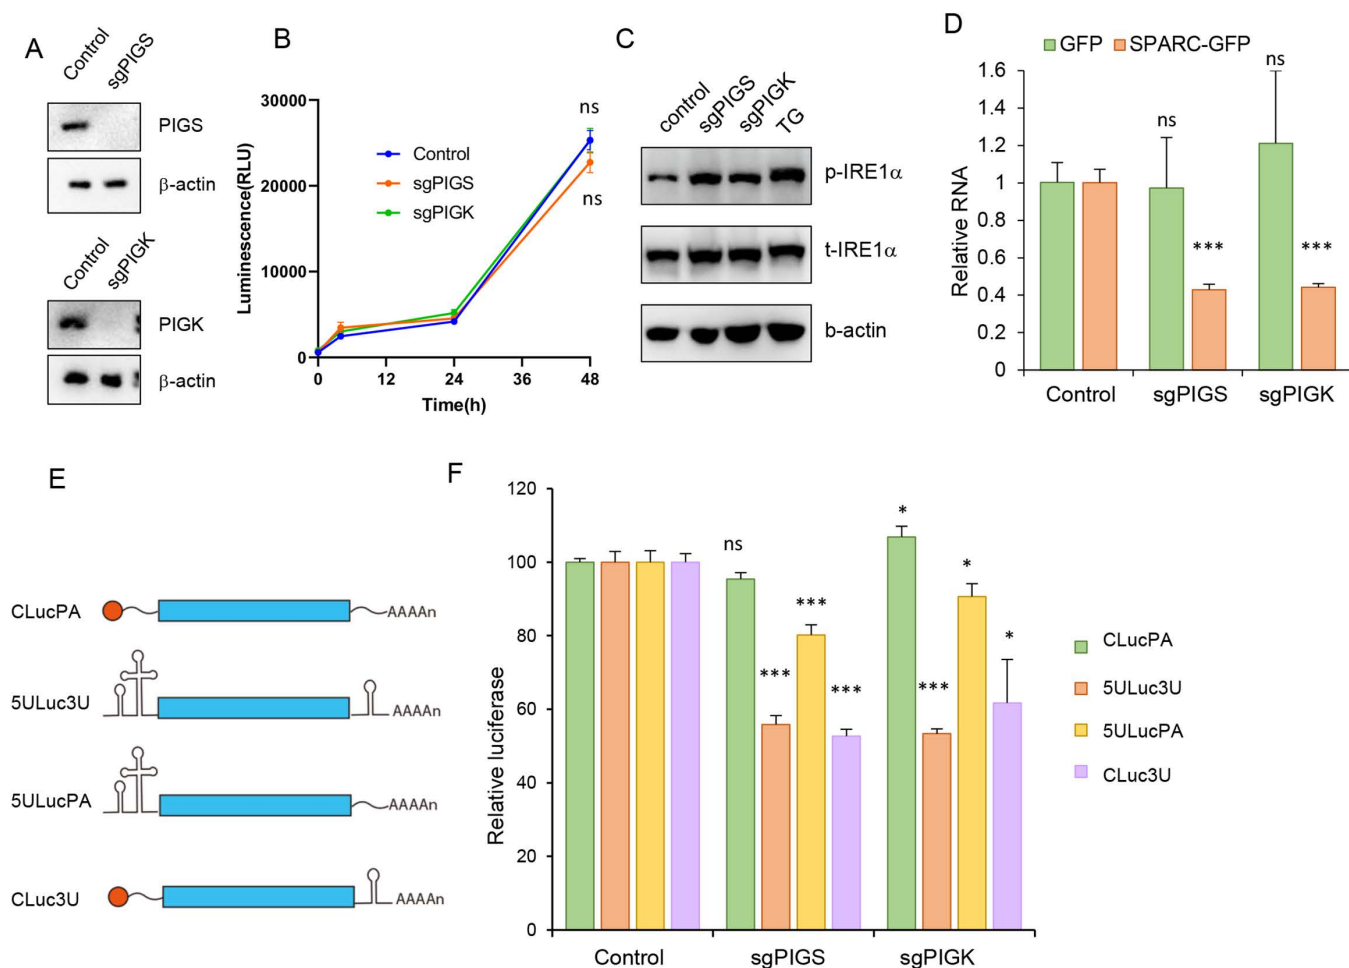 A
Control
sgPIGS
PIGS
β-actin
Control
sgPIGK
PIGK
β-actin
B
30000
20000
10000
0
Luminescence(RLU)
Control
sgPIGS
sgPIGK
ns
ns
0
12
24
36
48
Time(h)
C
control
sgPIGS
sgPIGK
TG
p-IRE1α
t-IRE1α
b-actin
D
GFP
SPARC-GFP
1.6
1.4
1.2
1
0.8
0.6
0.4
0.2
0
Relative RNA
ns
***
ns
***
Control
sgPIGS
sgPIGK
E
CLucPA
AAAAn
5ULuc3U
AAAAn
5ULucPA
AAAAn
CLuc3U
AAAAn
F
120
100
80
60
40
20
0
Relative luciferase
ns
***
***
***
*
***
*
*
Control
sgPIGS
sgPIGK
CLucPA
5ULuc3U
5ULucPA
CLuc3U